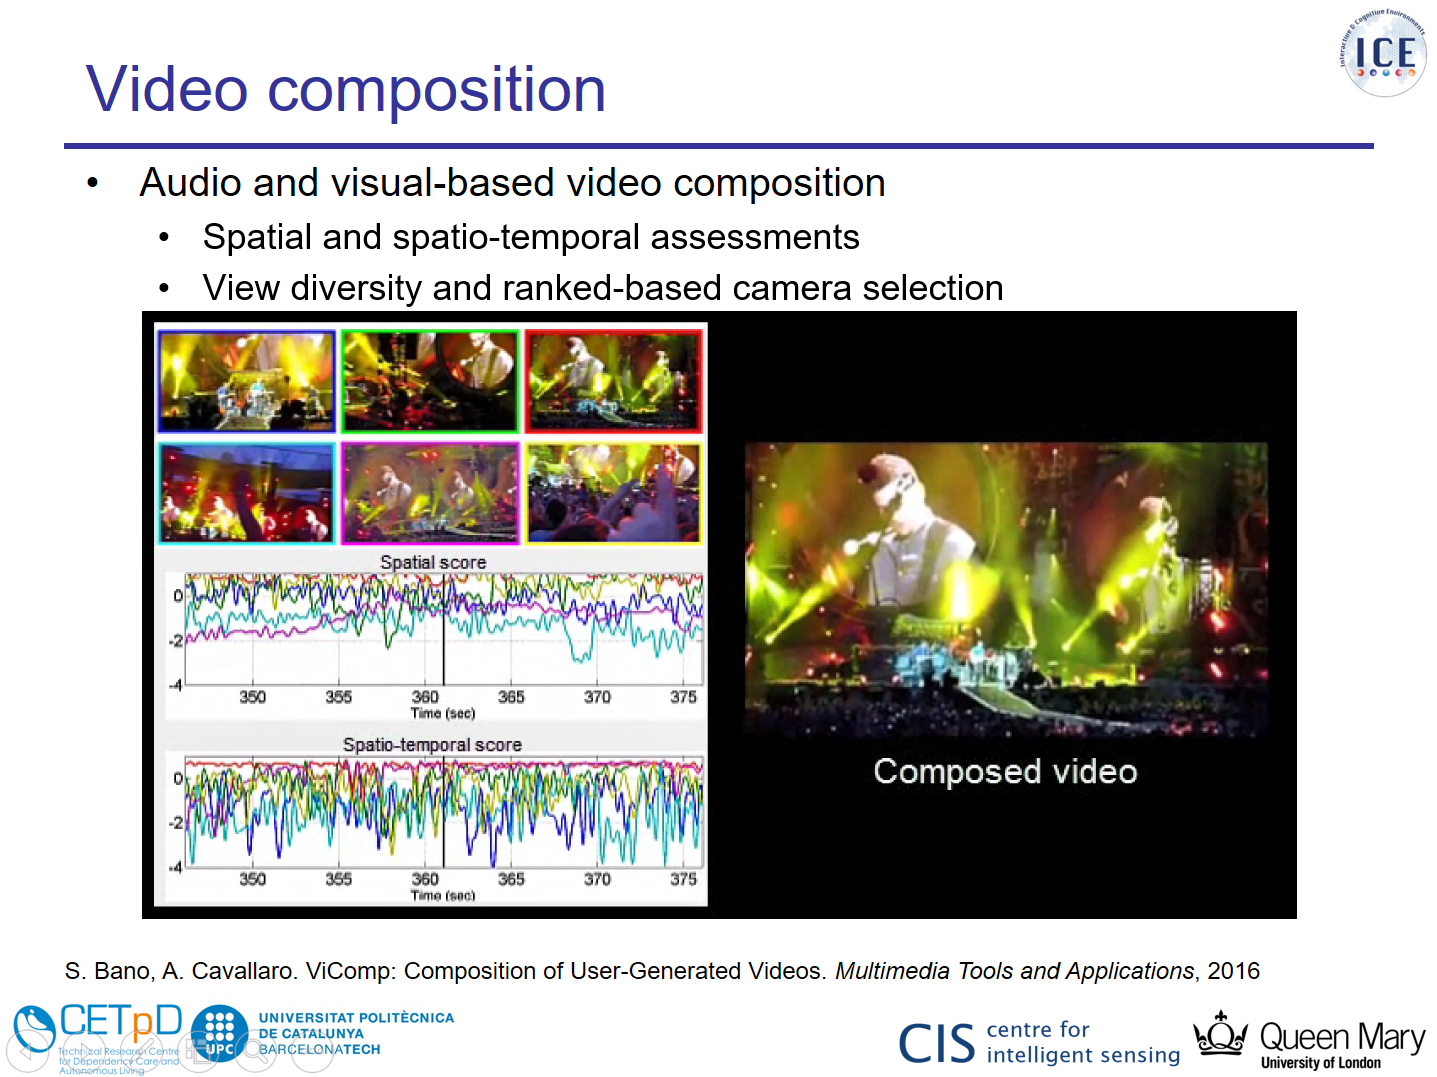 Interactive & Cognitive Environments
ICE
Video composition
• Audio and visual-based video composition
• Spatial and spatio-temporal assessments
• View diversity and ranked-based camera selection
Spatial score
0
-2
-4
350 355 360 365 370 375
Time (sec)
Spatio-temporal score
0
-2
-4
350 355 360 365 370 375
Time (sec)
Composed video
S. Bano, A. Cavallaro. ViComp: Composition of User-Generated Videos. Multimedia Tools and Applications, 2016
CETpD
Technical Research Centre
for Dependency Care and
Autonomous Living
UPC
UNIVERSITAT POLITÈCNICA
DE CATALUNYA
BARCELONATECH
CIS
centre for
intelligent sensing
Queen Mary
University of London